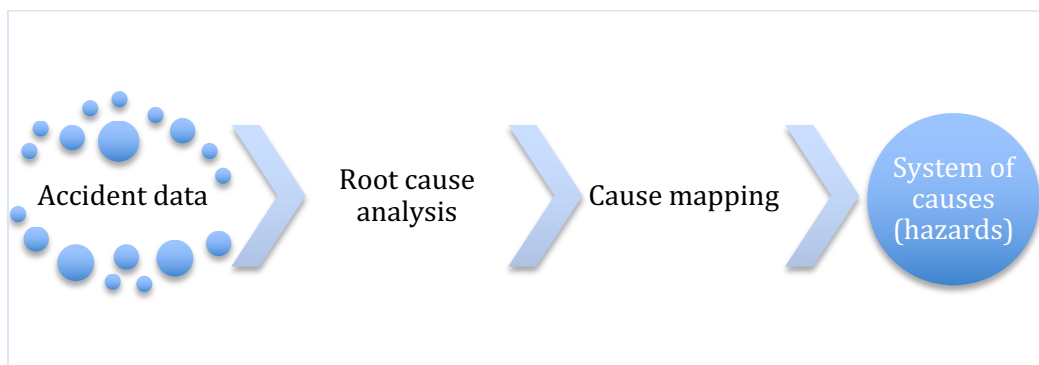 Accident data
Root cause
analysis
Cause mapping
System of
causes
(hazards)